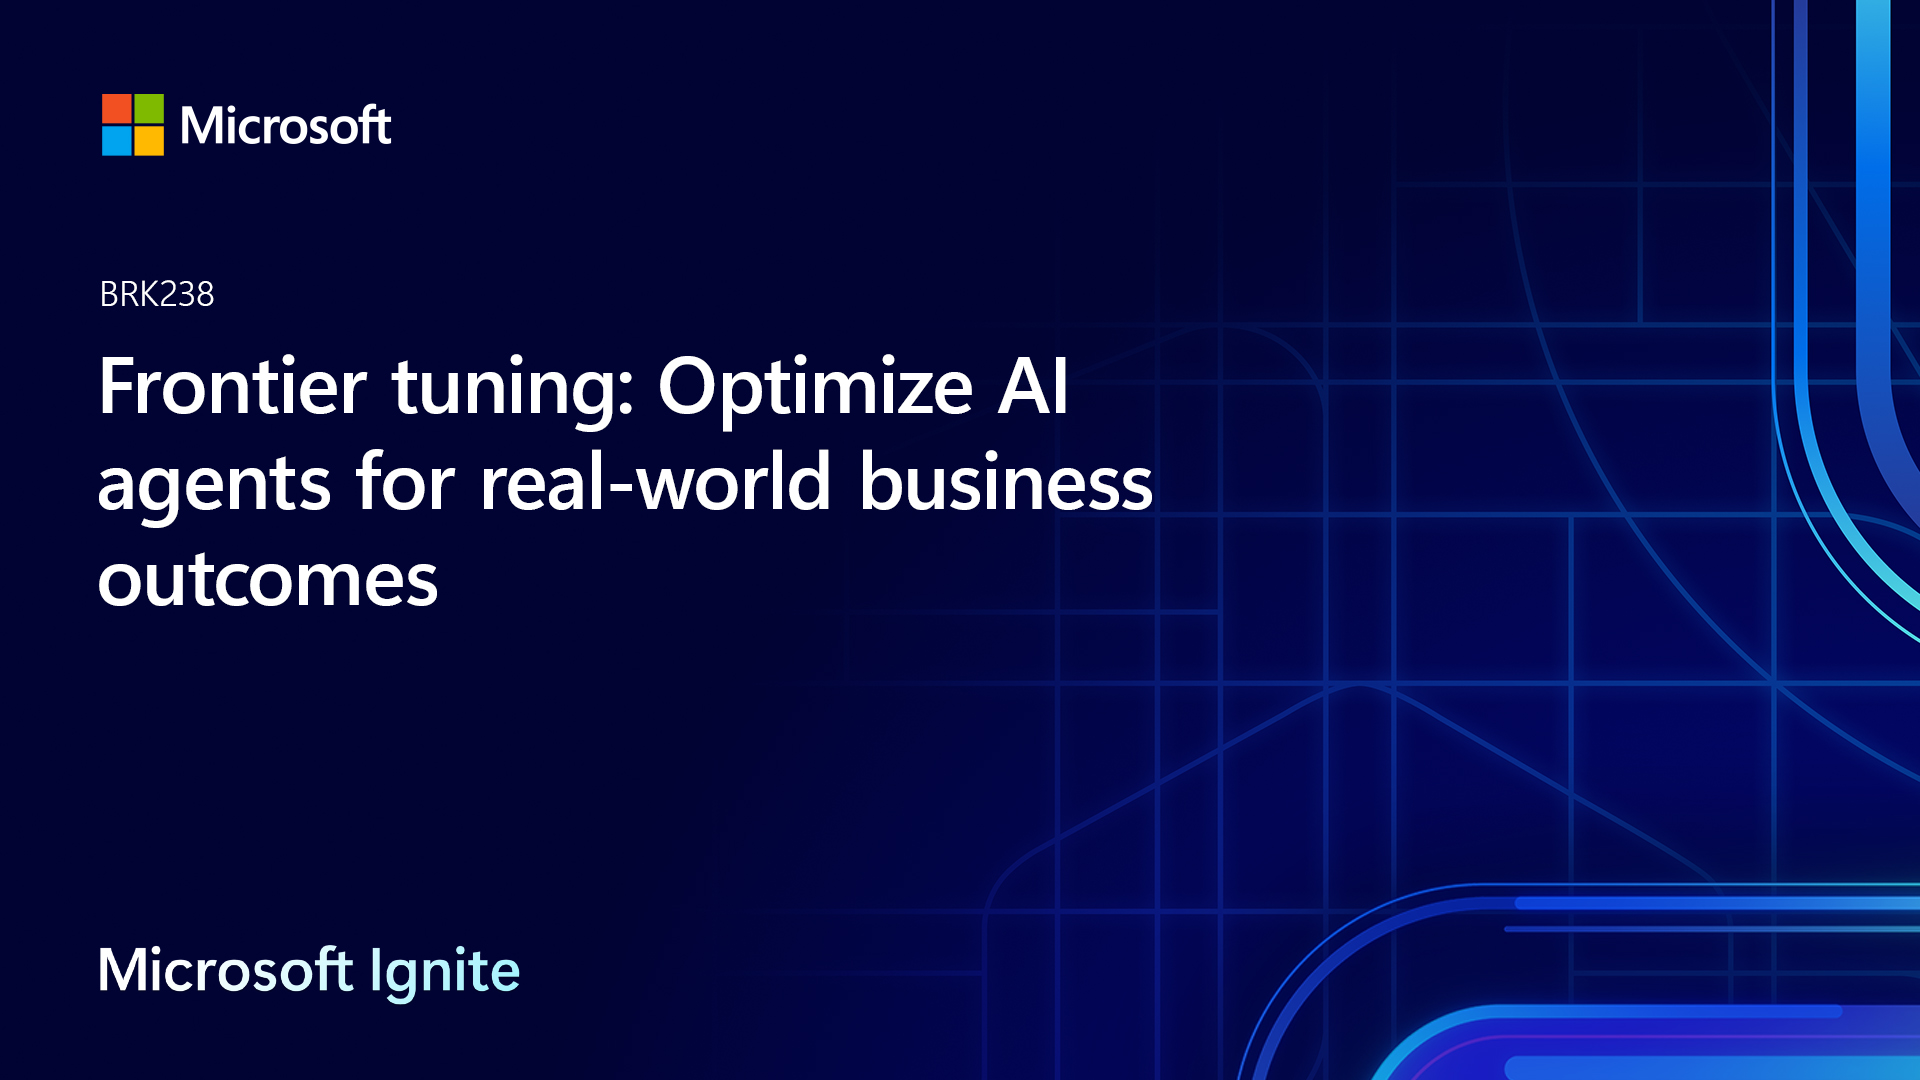 Microsoft
BRK238
Frontier tuning: Optimize AI
agents for real-world business
outcomes
Microsoft Ignite